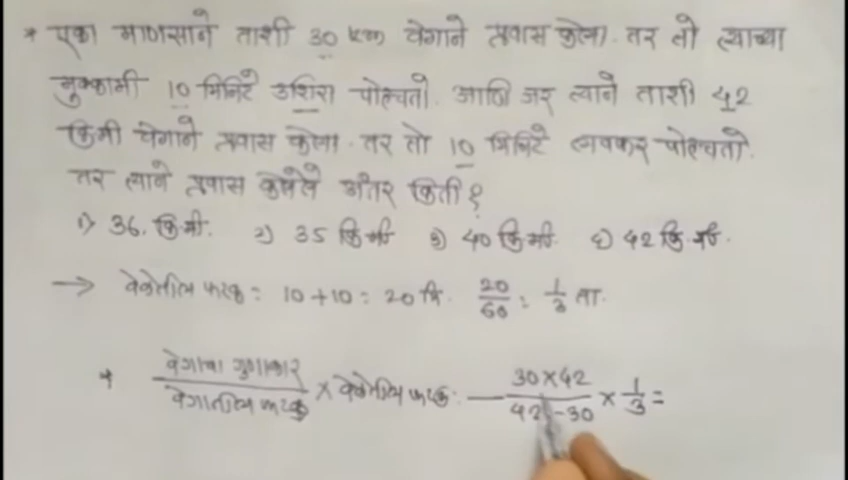 * एका माणसाने ताशी 30 km वेगाने प्रवास केला. तर तो त्याच्या
मुक्कामी 10 मिनिटे उशिरा पोहचतो. आणि जर त्याने ताशी 42
किमी वेगाने प्रवास केला. तर तो 10 मिनिटे लवकर पोहचतो.
तर त्याने प्रवास केलेले अंतर किती?
1) 36. कि.मी. 2) 35 कि.मी 3) 40 कि.मी. 4) 42 कि.मी.
→ वेळेतील फरक = 10 + 10 = 20 मि. 20/60 = 1/3 ता.
* वेगाचा गुणाकार/वेगातील फरक × वेळेतील फरक = 30×42/42-30 × 1/3 =